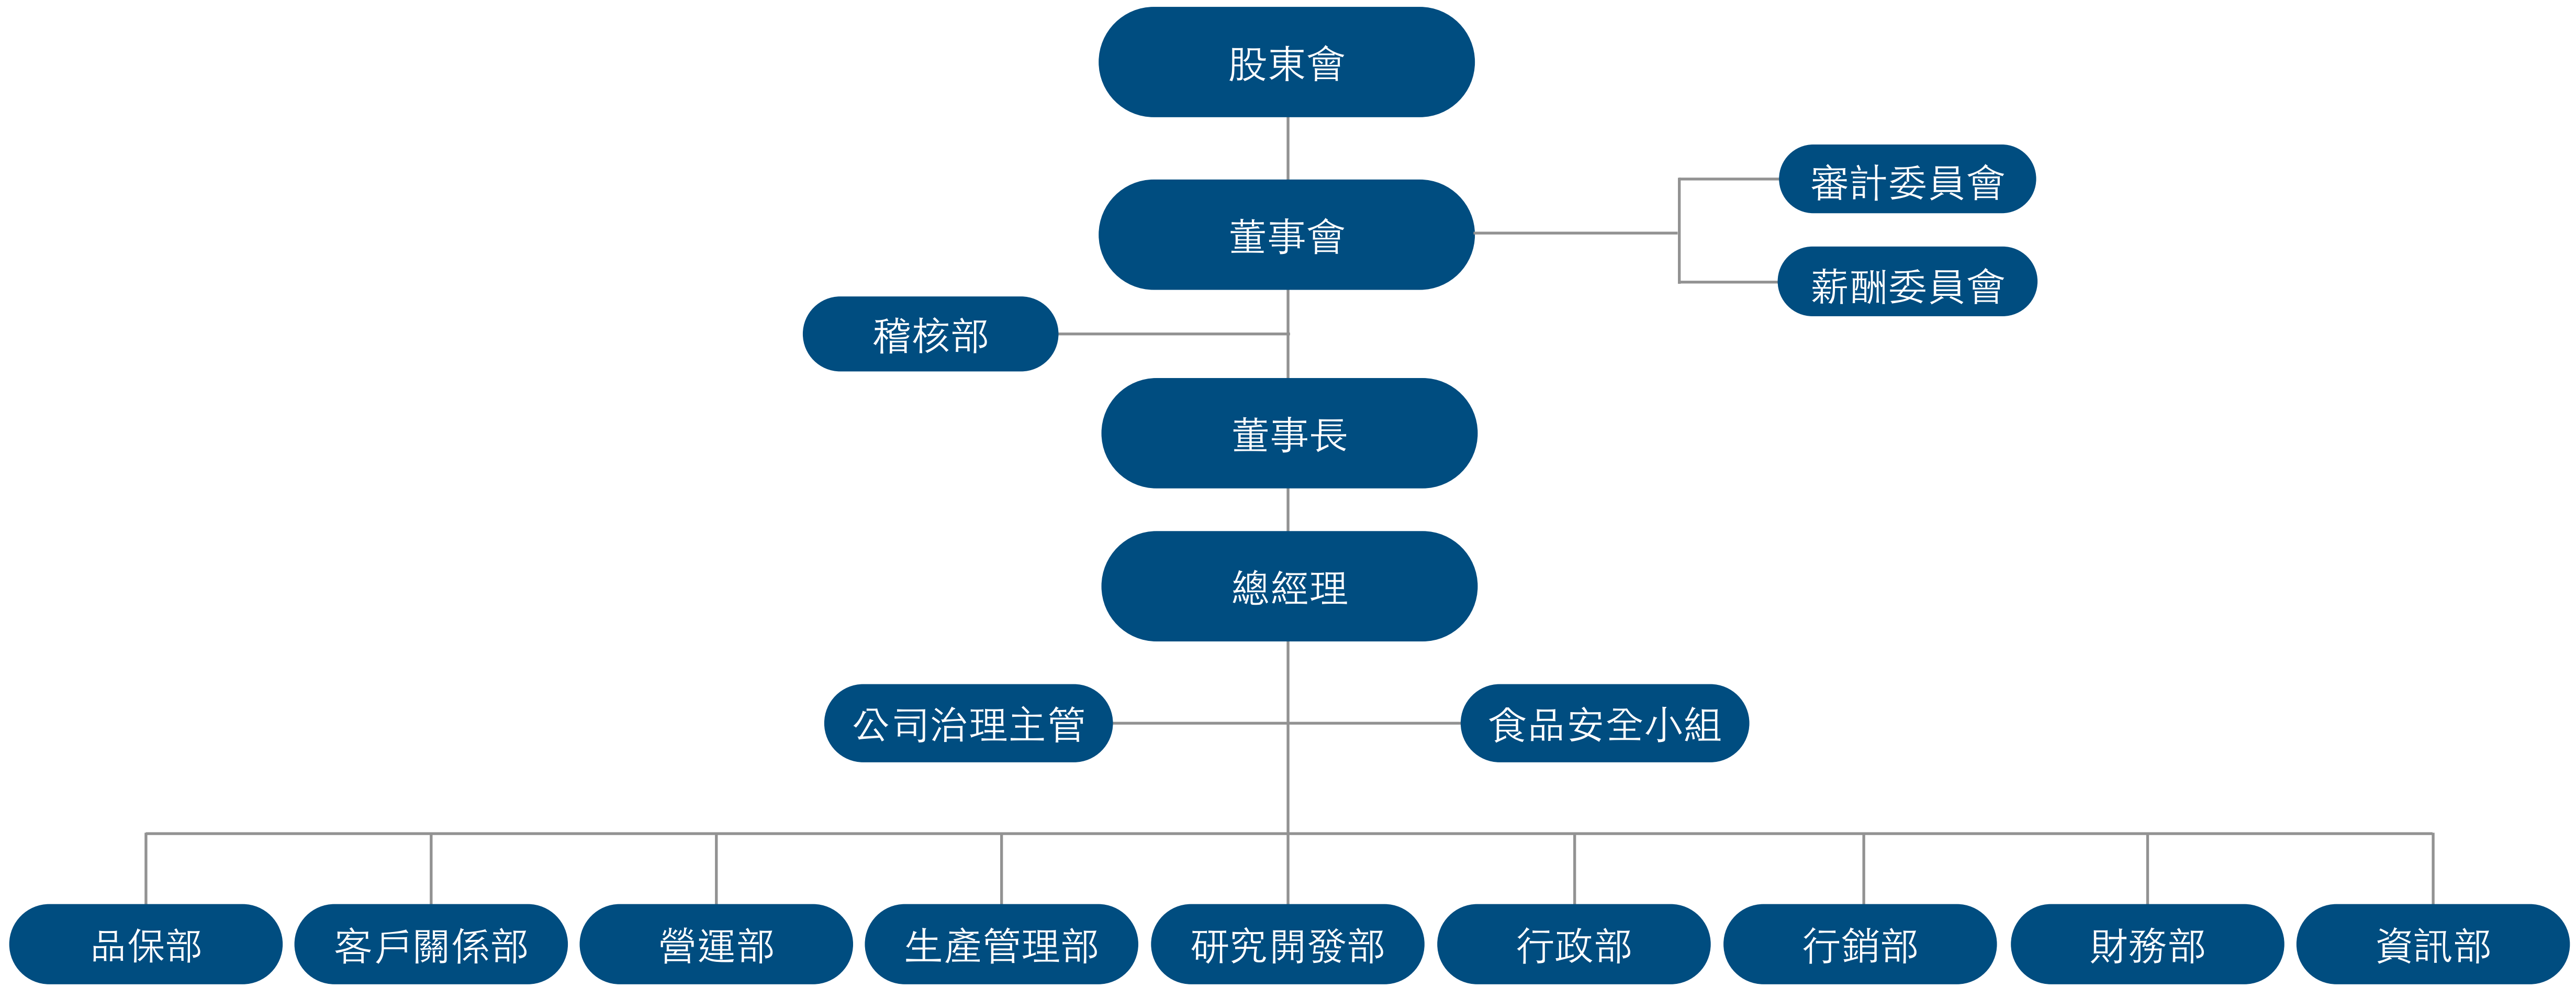 股東會
審計委員會
董事會
薪酬委員會
稽核部
董事長
總經理
公司治理主管
食品安全小組
品保部
客戶關係部
營運部
生產管理部
研究開發部
行政部
行銷部
財務部
資訊部